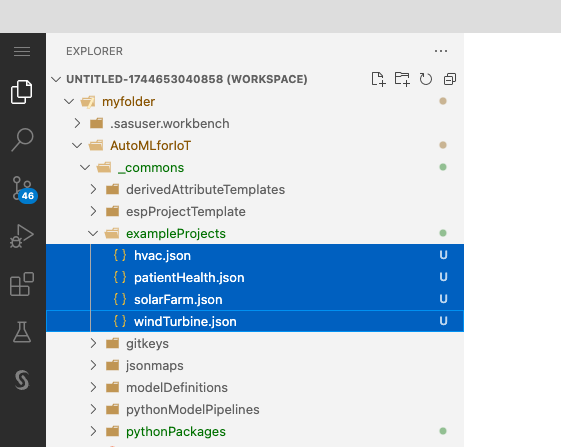 EXPLORER
UNTITLED-1744653040858 (WORKSPACE)
myfolder
.sasuser.workbench
AutoMLforIoT
_commons
46
derivedAttributeTemplates
espProjectTemplate
exampleProjects
{} hvac.json U
{} patientHealth.json U
{} solarFarm.json U
{} windTurbine.json U
gitkeys
jsonmaps
modelDefinitions
pythonModelPipelines
pythonPackages